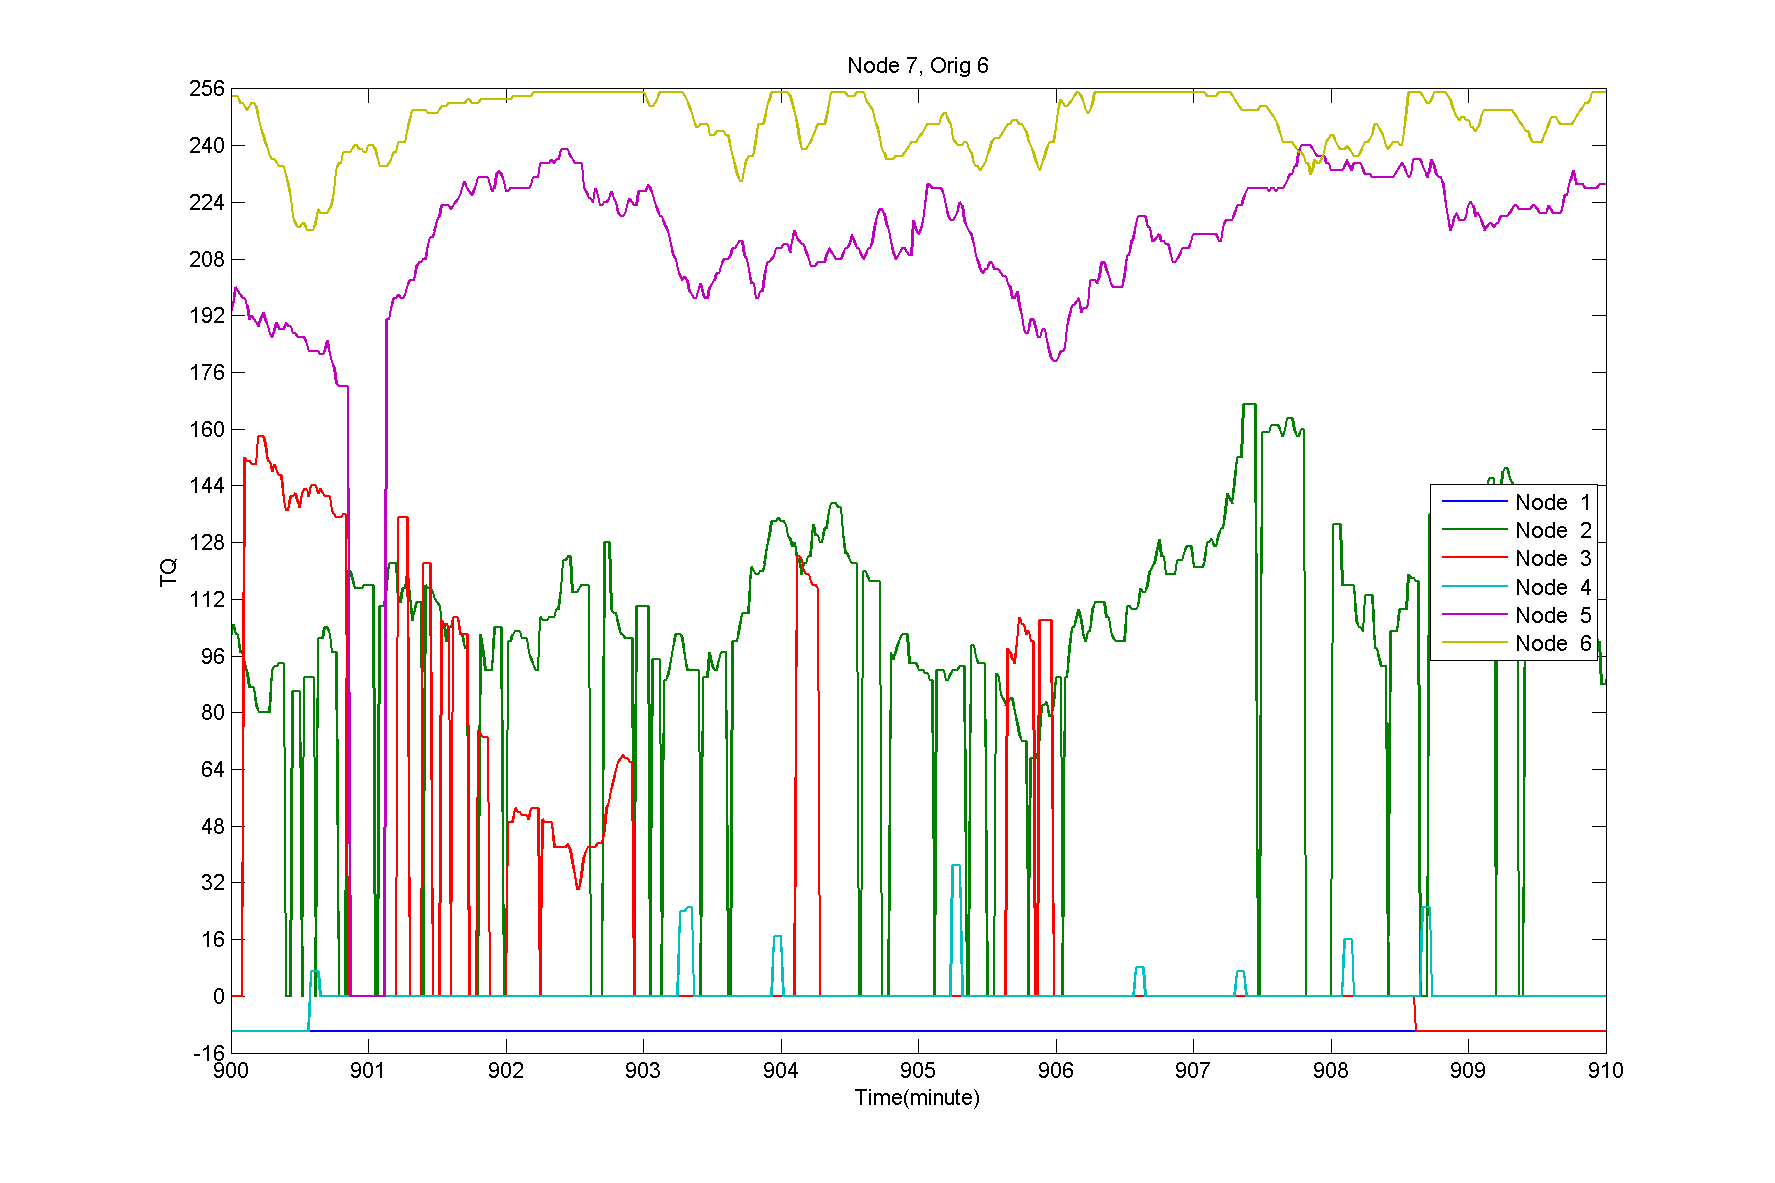 Node 7, Orig 6
256
240
224
208
192
176
160
144
128
112
96
80
64
48
32
16
0
-16
TQ
Node 1
Node 2
Node 3
Node 4
Node 5
Node 6
900 901 902 903 904 905 906 907 908 909 910
Time(minute)